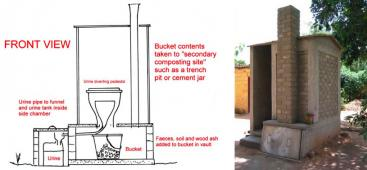 FRONT VIEW
Bucket contents
taken to "secondary
composting site"
such as a trench
pit or cement jar
Urine diverting pedestal
Urine pipe to funnel
and urine tank inside
side chamber
Faeces, soil and wood ash
added to bucket in vault
Urine
Bucket